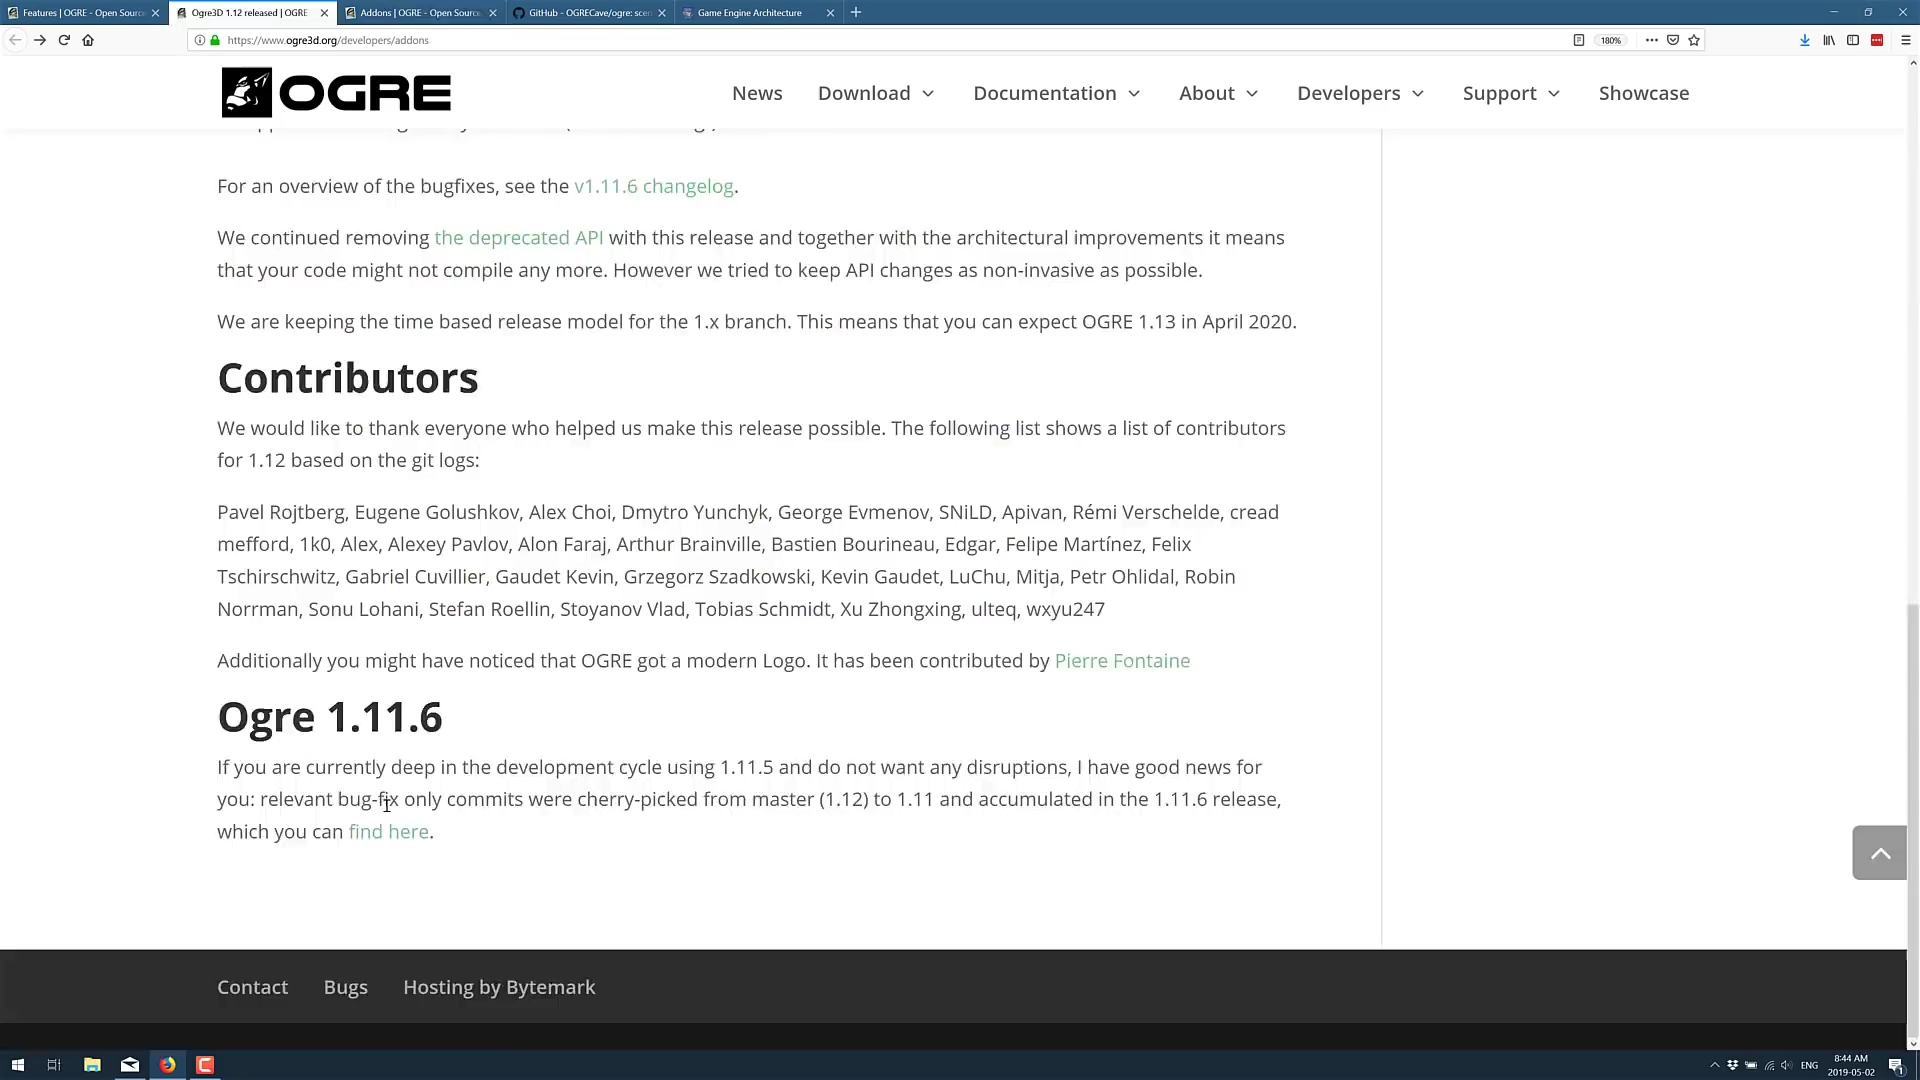 Features | OGRE - Open Source
Ogre3D 1.12 released | OGRE
Addons | OGRE - Open Source
GitHub - OGRECave/ogre: scen
Game Engine Architecture
https://www.ogre3d.org/developers/addons
180%
OGRE
News
Download
Documentation
About
Developers
Support
Showcase
For an overview of the bugfixes, see the v1.11.6 changelog.
We continued removing the deprecated API with this release and together with the architectural improvements it means
that your code might not compile any more. However we tried to keep API changes as non-invasive as possible.
We are keeping the time based release model for the 1.x branch. This means that you can expect OGRE 1.13 in April 2020.
Contributors
We would like to thank everyone who helped us make this release possible. The following list shows a list of contributors
for 1.12 based on the git logs:
Pavel Rojtberg, Eugene Golushkov, Alex Choi, Dmytro Yunchyk, George Evmenov, SNiLD, Apivan, Rémi Verschelde, cread
mefford, 1k0, Alex, Alexey Pavlov, Alon Faraj, Arthur Brainville, Bastien Bourineau, Edgar, Felipe Martínez, Felix
Tschirschwitz, Gabriel Cuvillier, Gaudet Kevin, Grzegorz Szadkowski, Kevin Gaudet, LuChu, Mitja, Petr Ohlidal, Robin
Norrman, Sonu Lohani, Stefan Roellin, Stoyanov Vlad, Tobias Schmidt, Xu Zhongxing, ulteq, wxyu247
Additionally you might have noticed that OGRE got a modern Logo. It has been contributed by Pierre Fontaine
Ogre 1.11.6
If you are currently deep in the development cycle using 1.11.5 and do not want any disruptions, I have good news for
you: relevant bug-fix only commits were cherry-picked from master (1.12) to 1.11 and accumulated in the 1.11.6 release,
which you can find here.
Contact
Bugs
Hosting by Bytemark
ENG
8:44 AM
2019-05-02